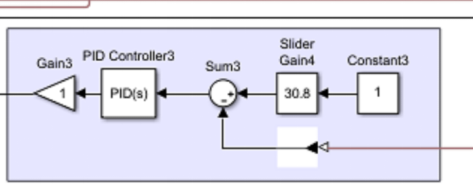 Slider
Gain3 PID Controller3 Sum3 Gain4 Constant3
1 PID(s) + 30.8 1
-